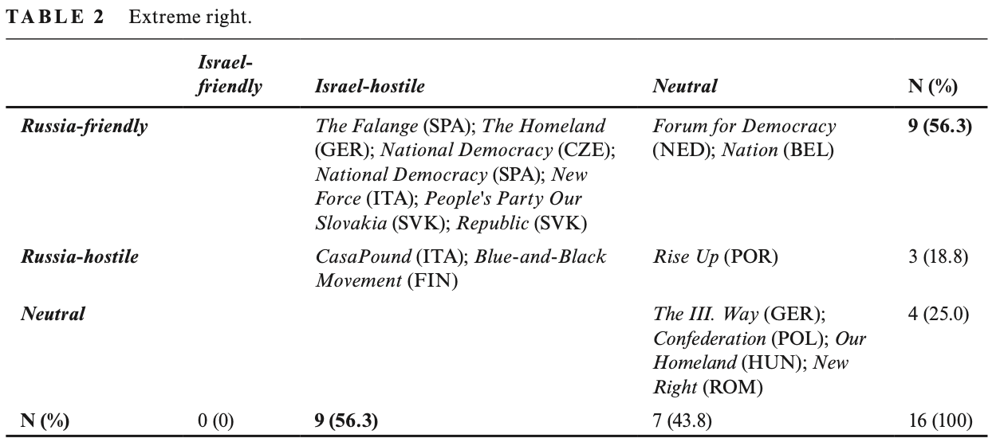 TABLE 2 Extreme right.
Israel-
friendly Israel-hostile Neutral N (%)
Russia-friendly The Falange (SPA); The Homeland Forum for Democracy 9 (56.3)
(GER); National Democracy (CZE); (NED); Nation (BEL)
National Democracy (SPA); New
Force (ITA); People's Party Our
Slovakia (SVK); Republic (SVK)
Russia-hostile CasaPound (ITA); Blue-and-Black Rise Up (POR) 3 (18.8)
Movement (FIN)
Neutral The III. Way (GER); 4 (25.0)
Confederation (POL); Our
Homeland (HUN); New
Right (ROM)
N (%) 0 (0) 9 (56.3) 7 (43.8) 16 (100)